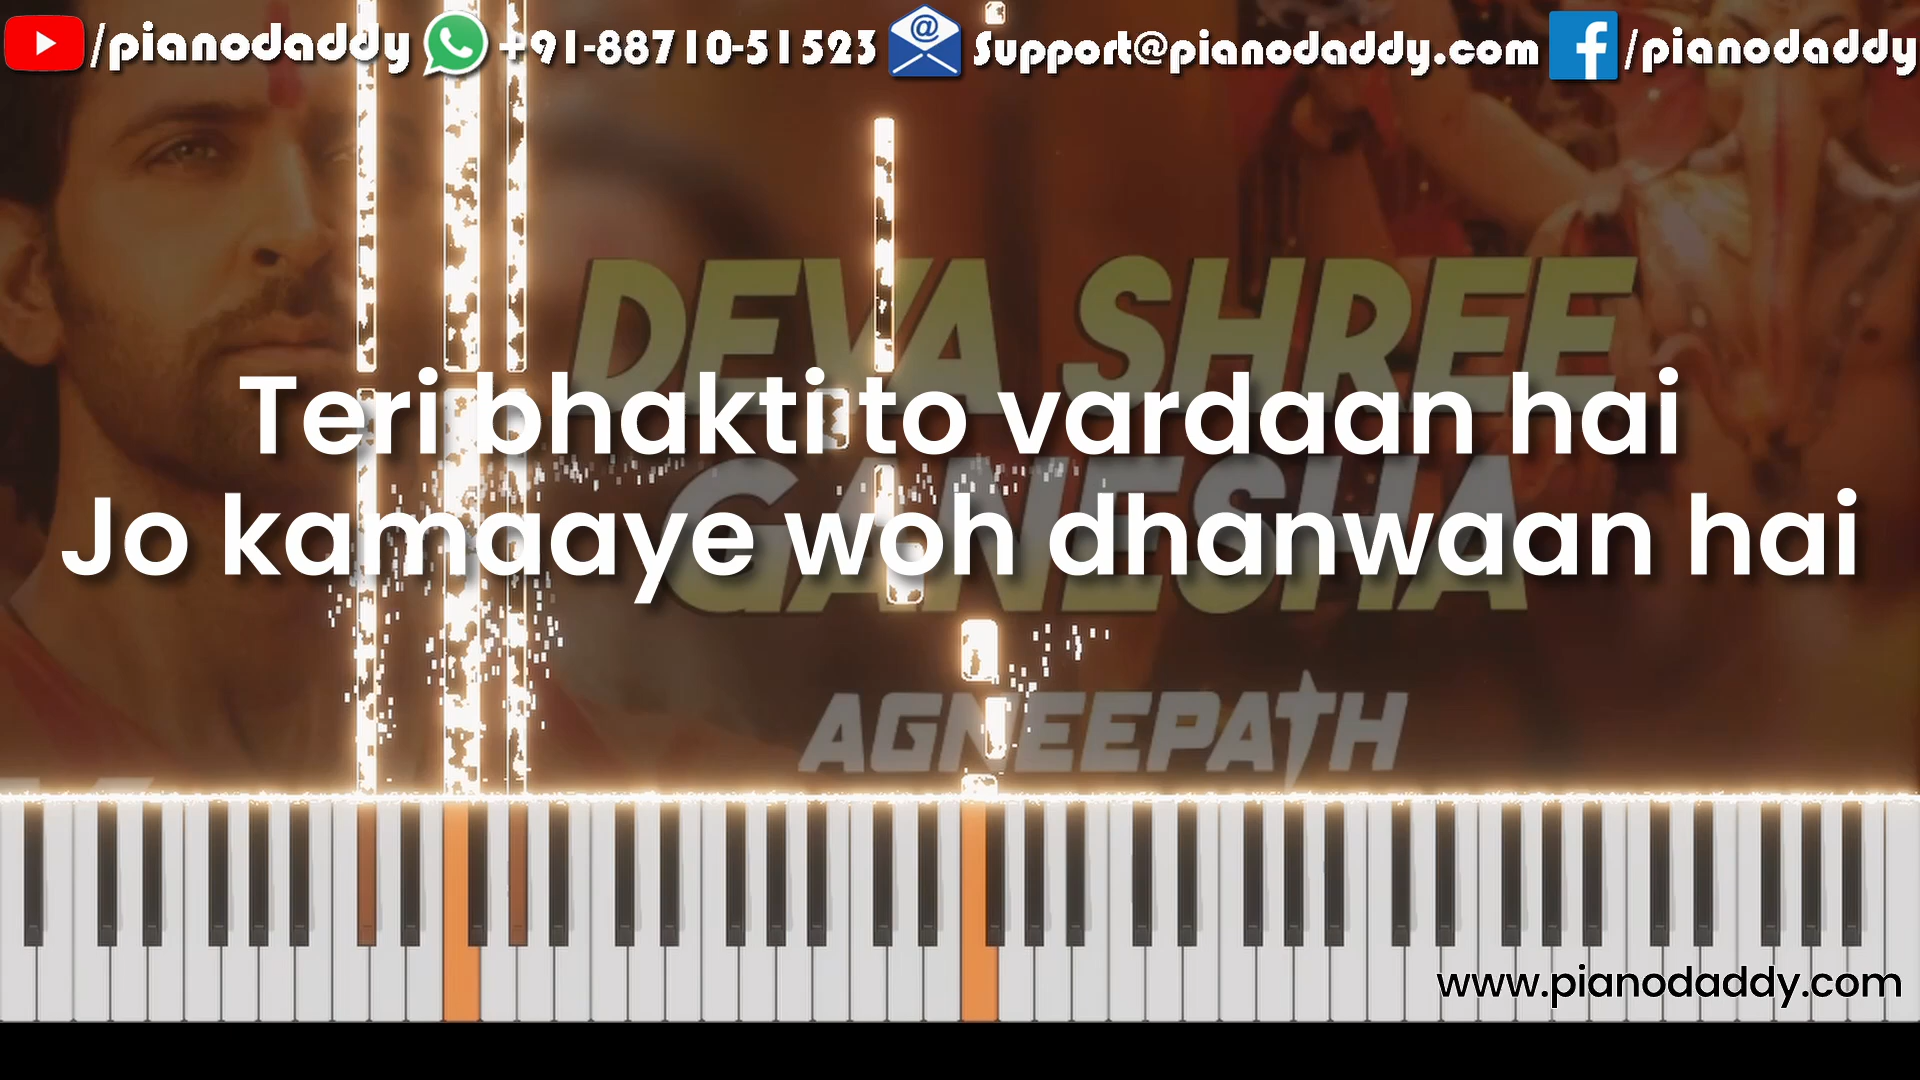 /pianodaddy +91-88710-51523 Support@pianodaddy.com /pianodaddy
DEVA SHREE
Teri bhakti to vardaan hai
GANESHA
Jo kamaaye woh dhanwaan hai
AGNEEPATH
www.pianodaddy.com